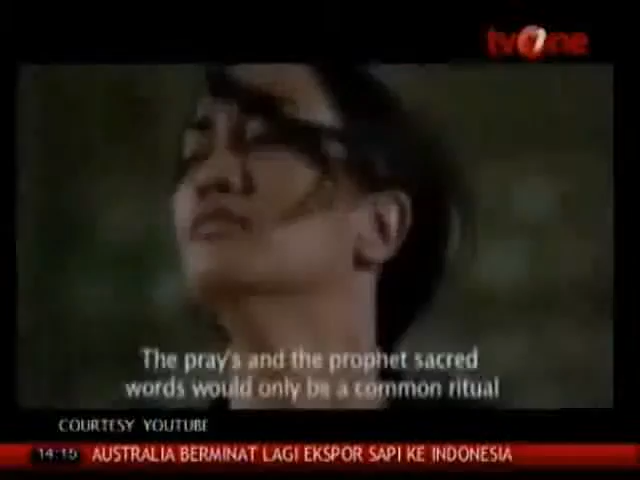 tvOne
The pray's and the prophet sacred
words would only be a common ritual
COURTESY YOUTUBE
14:15 AUSTRALIA BERMINAT LAGI EKSPOR SAPI KE INDONESIA